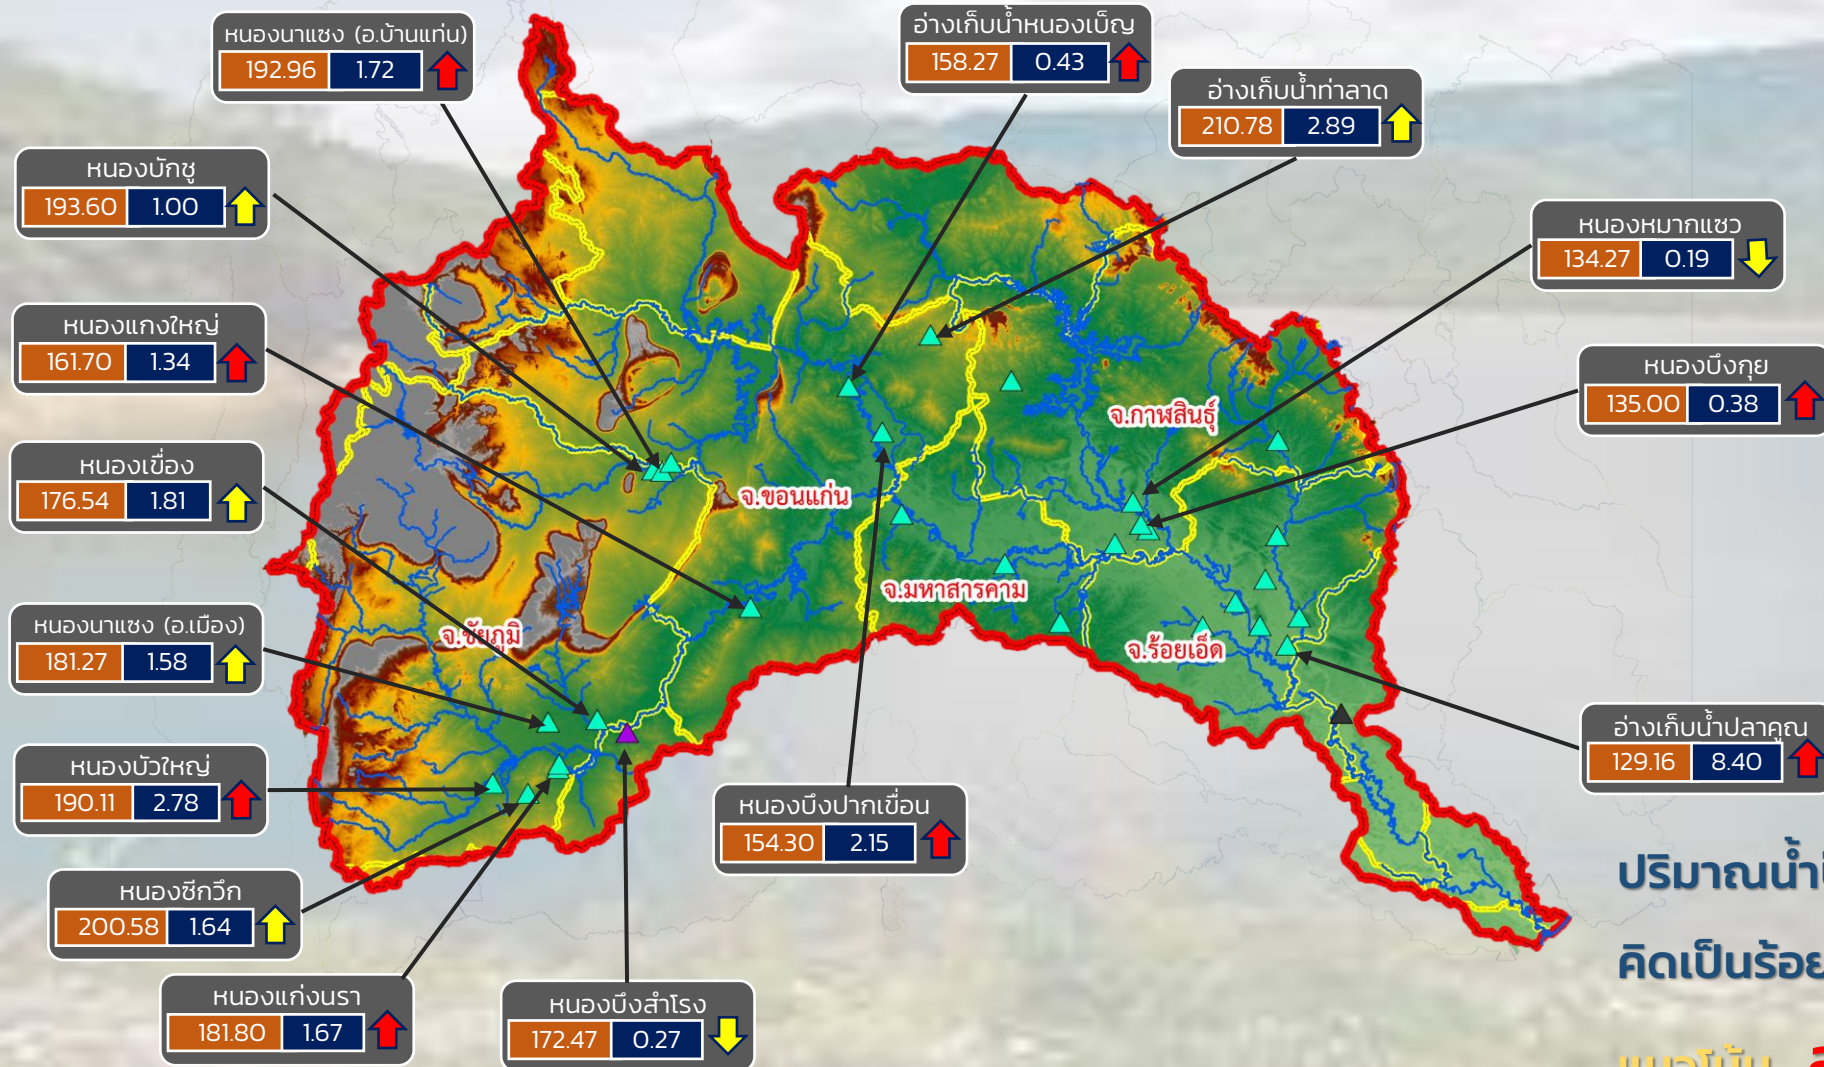 หนองนาแซง (อ.บ้านแท่น)
192.96 1.72
อ่างเก็บน้ำหนองเบ็ญ
158.27 0.43
อ่างเก็บน้ำท่าลาด
210.78 2.89
หนองบักซู
193.60 1.00
หนองหมากแซว
134.27 0.19
หนองแกงใหญ่
161.70 1.34
หนองบึงกุย
135.00 0.38
จ.กาฬสินธุ์
หนองเขื่อง
176.54 1.81
จ.ขอนแก่น
จ.มหาสารคาม
หนองนาแซง (อ.เมือง)
181.27 1.58
จ.ชัยภูมิ
จ.ร้อยเอ็ด
อ่างเก็บน้ำปลาคูณ
129.16 8.40
หนองบัวใหญ่
190.11 2.78
หนองบึงปากเขื่อน
154.30 2.15
หนองซีกวึก
200.58 1.64
ปริมาณน้ำ
คิดเป็นร้อย
หนองแก่งนรา
181.80 1.67
หนองบึงสำโรง
172.47 0.27
แนวโน้ม